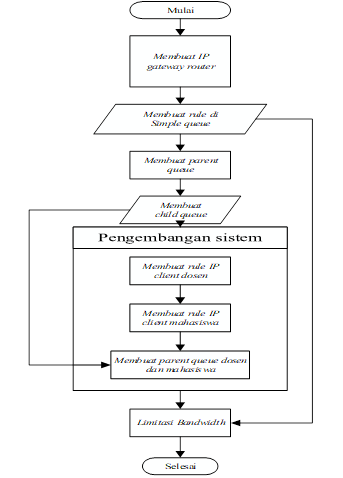 Mulai
Membuat IP
gateway router
Membuat rule di
Simple queue
Membuat parent
queue
Membuat
child queue
Pengembangan sistem
Membuat rule IP
client dosen
Membuat rule IP
client mahasiswa
Membuat parent queue dosen
dan mahasiswa
Limitasi Bandwidth
Selesai